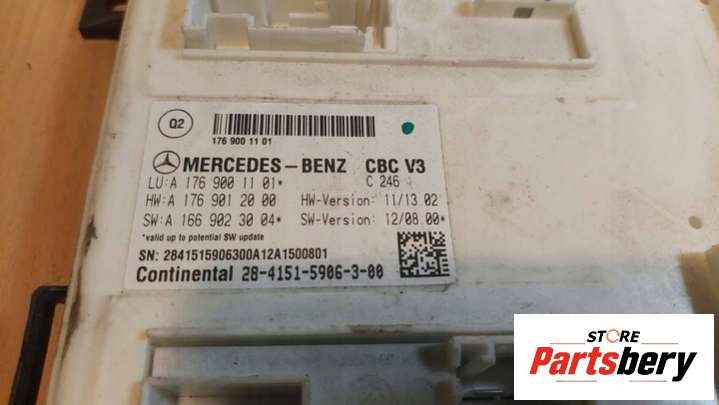 Q2
176 900 11 01
MERCEDES-BENZ CBC V3
LU:A 176 900 11 01* C 246
HW:A 176 901 20 00 HW-Version: 11/13.02
SW:A 166 902 30 04* SW-Version: 12/08.00*
*valid up to potential SW update
SN: 2841515906300A12A1500801
Continental 28-4151-5906-3-00
STORE
Partsbery